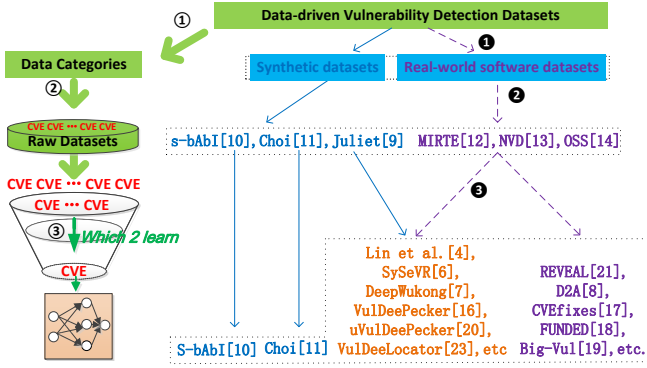 Data-driven Vulnerability Detection Datasets
①
❶
Data Categories
Synthetic datasets
Real-world software datasets
②
❷
CVE CVE ··· CVE CVE
Raw Datasets
s-bAbI[10],Choi[11],Juliet[9] MIRTE[12],NVD[13],OSS[14]
CVE CVE ··· CVE CVE
CVE ··· CVE
❸
③
Which 2 learn
CVE
Lin et al.[4],
SySeVR[6],
DeepWukong[7],
VulDeePecker[16],
uVulDeePecker[20],
VulDeeLocator[23], etc
REVEAL[21],
D2A[8],
CVEfixes[17],
FUNDED[18],
Big-Vul[19], etc.
S-bAbI[10] Choi[11]